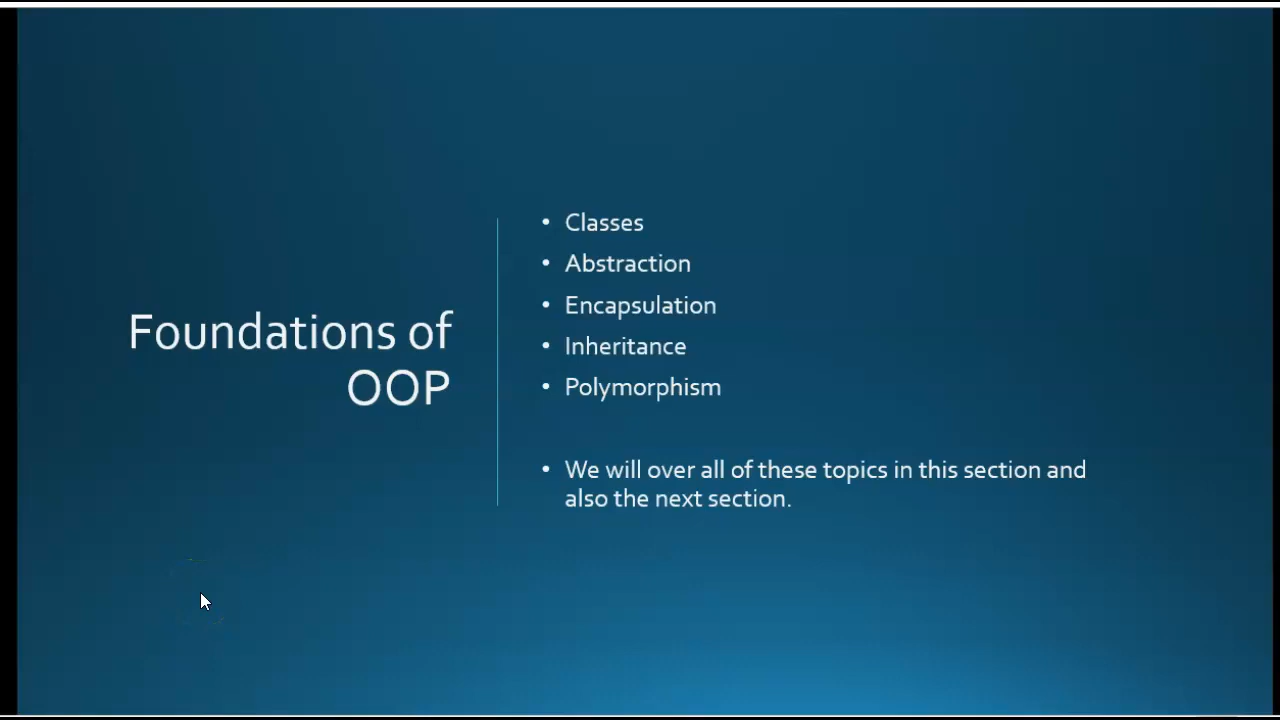 Foundations of
OOP
• Classes
• Abstraction
• Encapsulation
• Inheritance
• Polymorphism
• We will over all of these topics in this section and
also the next section.